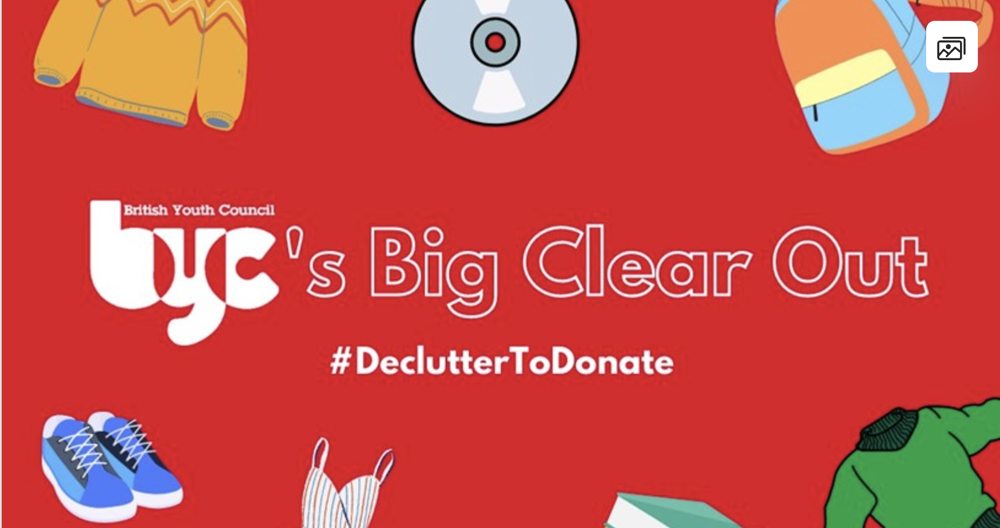 British Youth Council
byc's Big Clear Out
#DeclutterToDonate